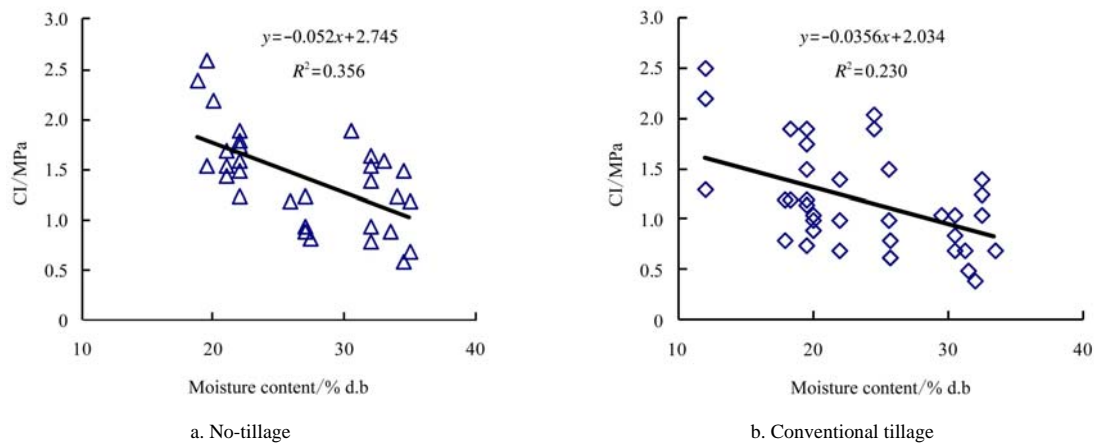 y=−0.052x+2.745
R²=0.356
3.0
2.5
2.0
1.5
1.0
0.5
0
CI/MPa
10 20 30 40
Moisture content/% d.b
a. No-tillage
y=−0.0356x+2.034
R²=0.230
3.0
2.5
2.0
1.5
1.0
0.5
0
CI/MPa
10 20 30 40
Moisture content/% d.b
b. Conventional tillage